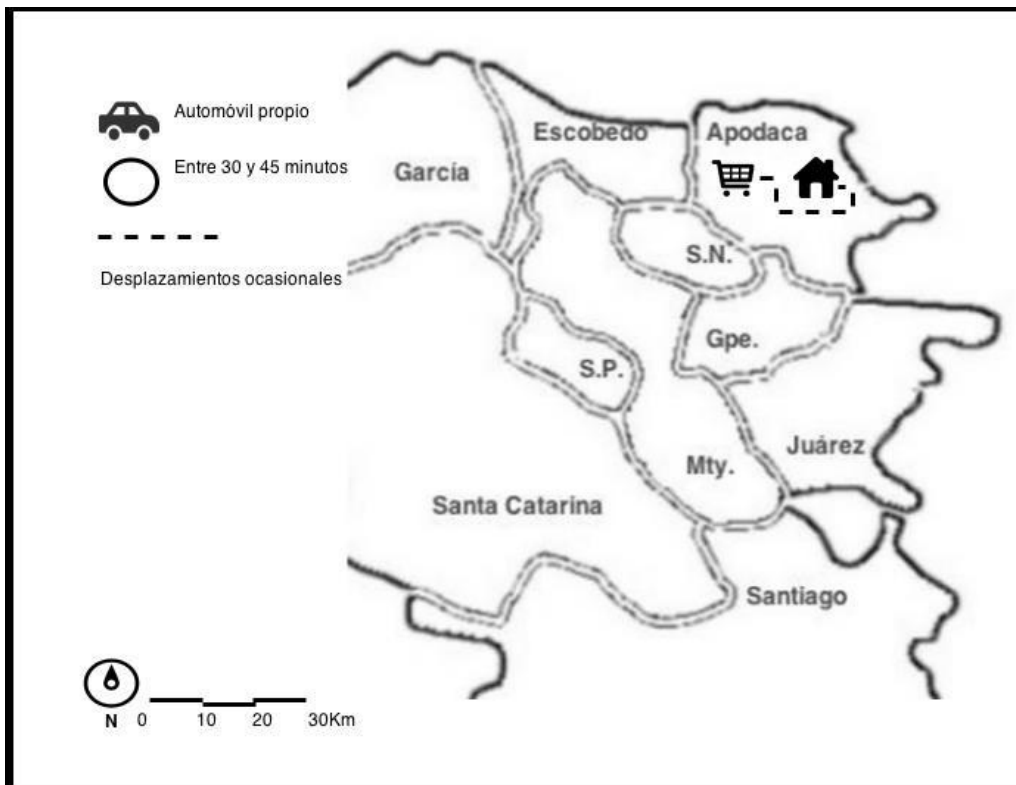 Automóvil propio
Entre 30 y 45 minutos
Desplazamientos ocasionales
Escobedo
Apodaca
García
S.N.
Gpe.
S.P.
Juárez
Mty.
Santa Catarina
Santiago
N 0 10 20 30Km